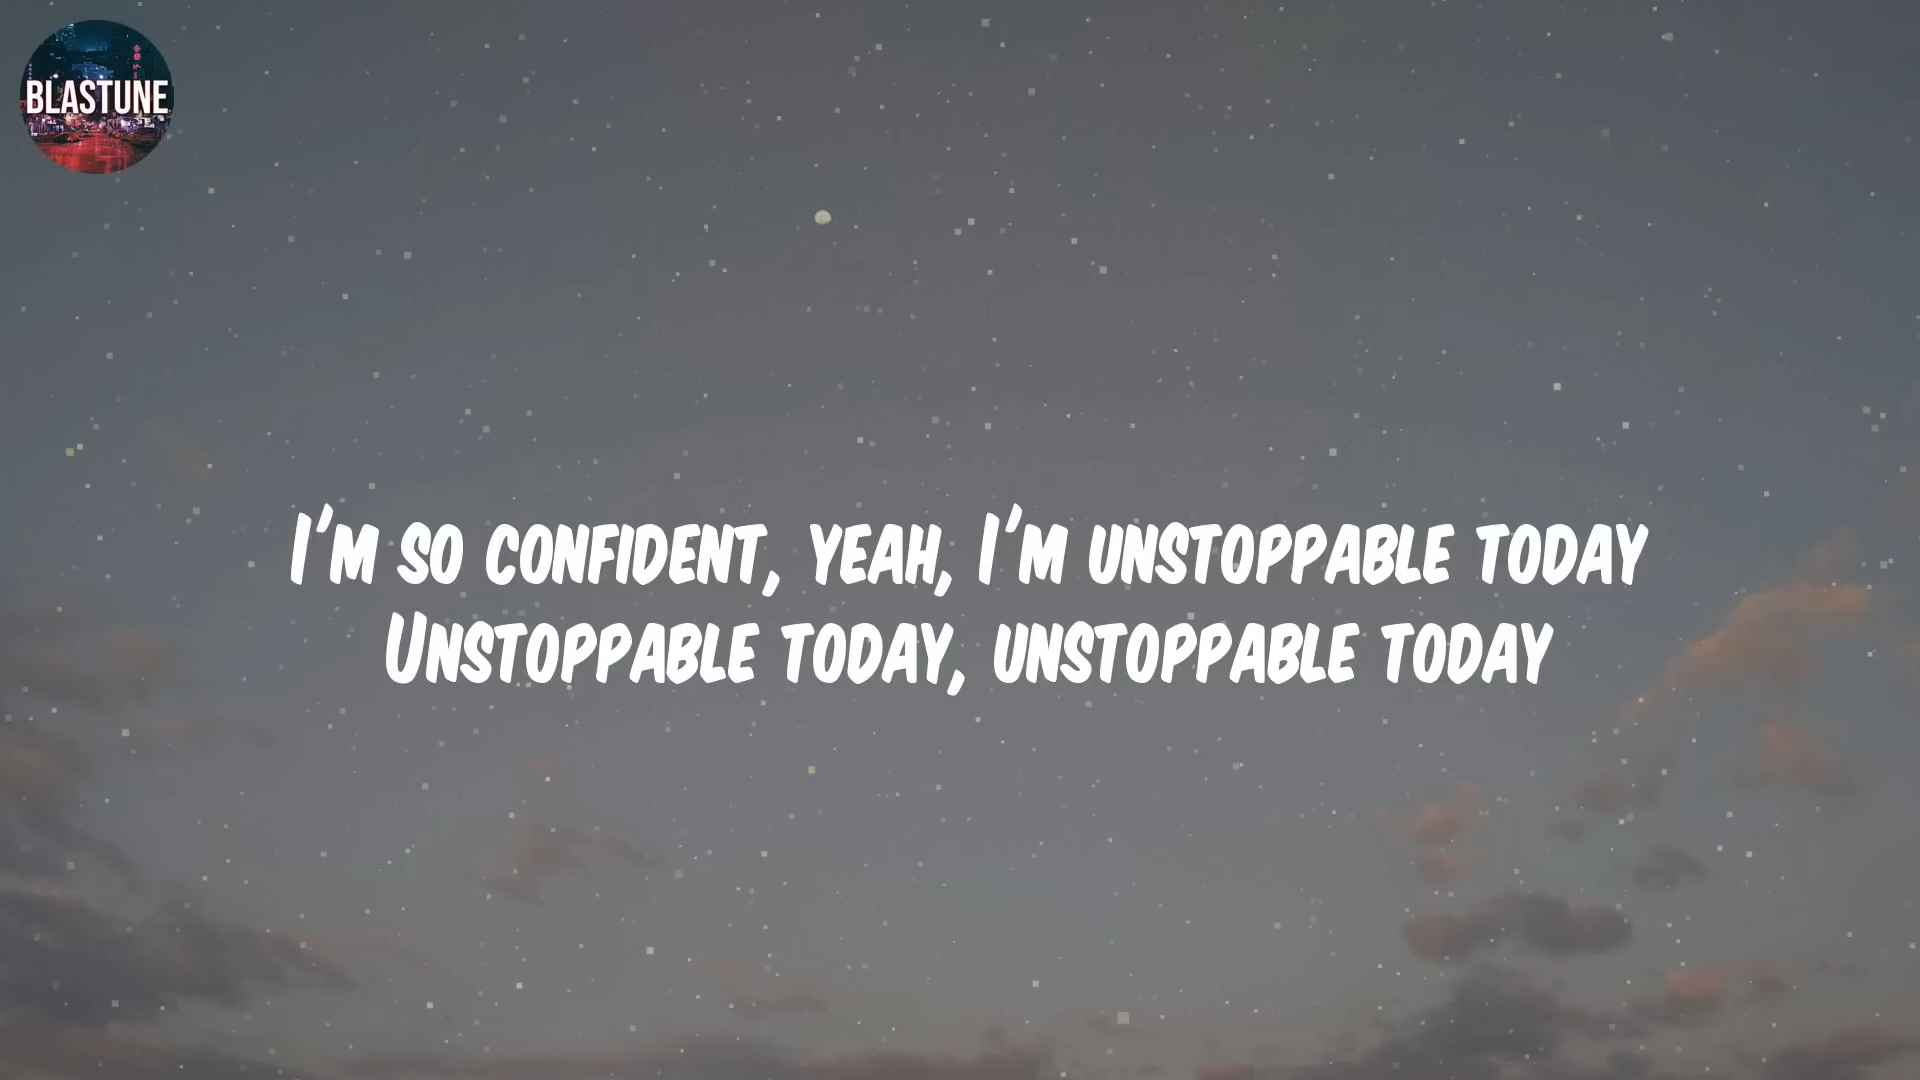 BLASTUNE
I'm so confident, yeah, I'm unstoppable today
Unstoppable today, unstoppable today